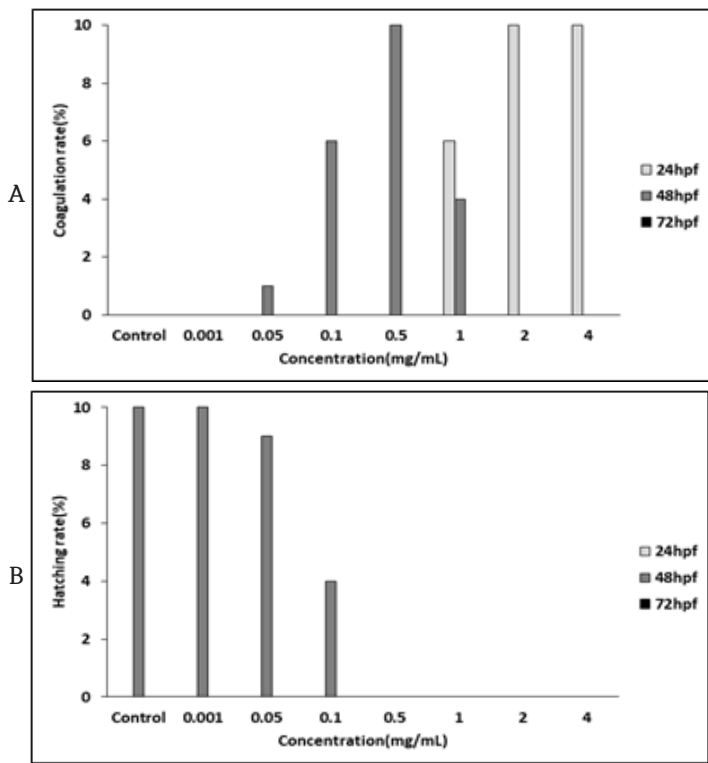 A
Coagulation rate(%)
10
8
6
4
2
0
Control 0.001 0.05 0.1 0.5 1 2 4
Concentration(mg/mL)
24hpf
48hpf
72hpf
B
Hatching rate(%)
10
8
6
4
2
0
Control 0.001 0.05 0.1 0.5 1 2 4
Concentration(mg/mL)
24hpf
48hpf
72hpf